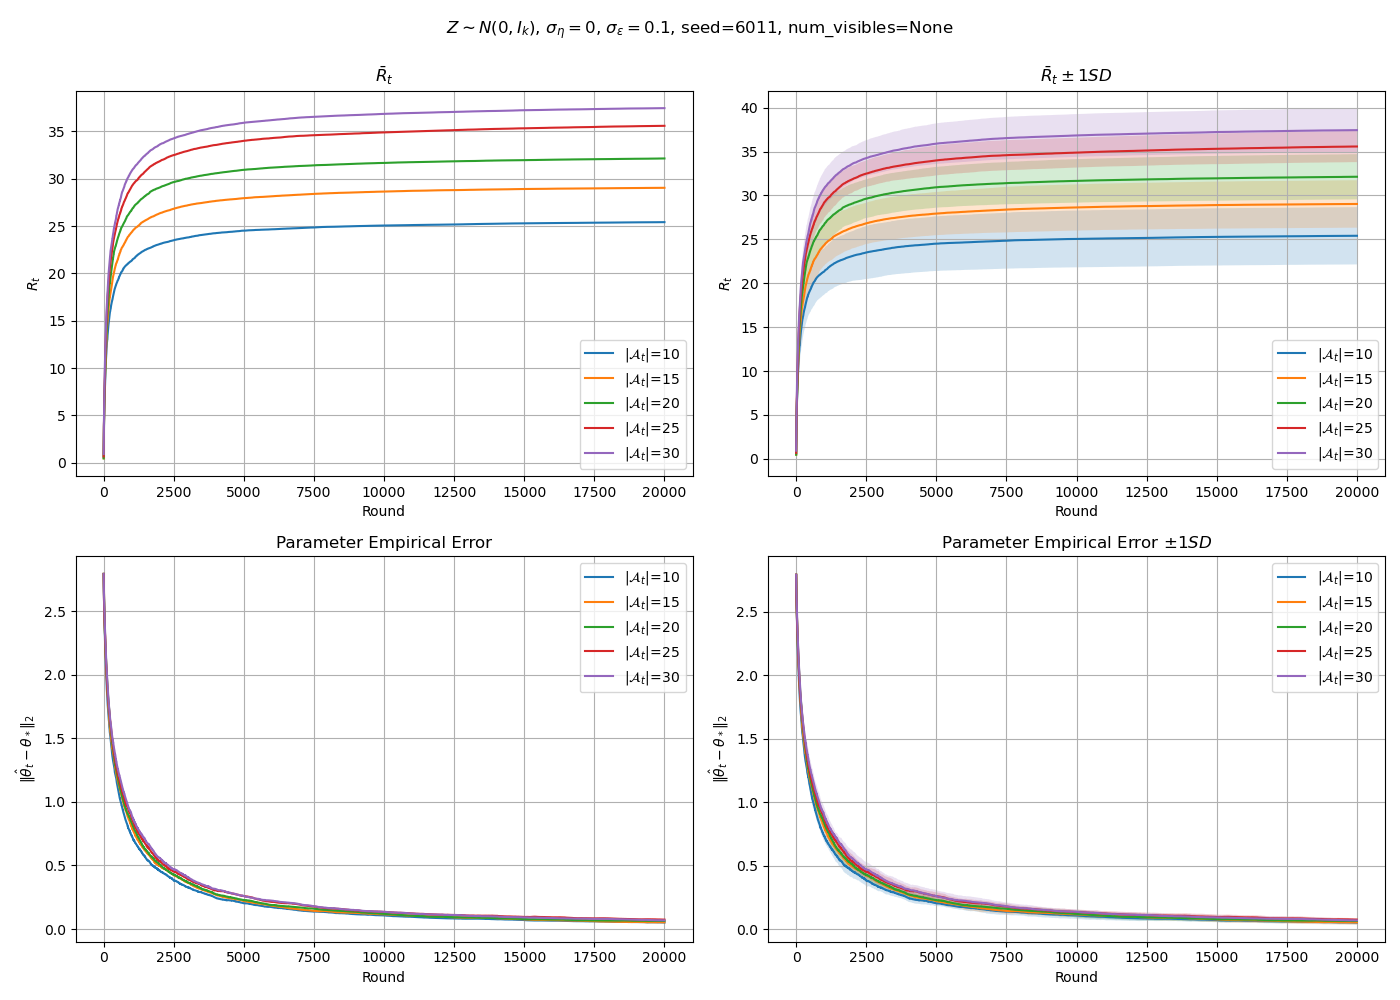 Z ∼ N(0, I_k), σ_η = 0, σ_ε = 0.1, seed=6011, num_visibles=None
R̄_t
R̄_t ± 1SD
R_t
35
30
25
20
15
10
5
0
0 2500 5000 7500 10000 12500 15000 17500 20000
Round
|𝒜_t|=10
|𝒜_t|=15
|𝒜_t|=20
|𝒜_t|=25
|𝒜_t|=30
R_t
40
35
30
25
20
15
10
5
0
0 2500 5000 7500 10000 12500 15000 17500 20000
Round
|𝒜_t|=10
|𝒜_t|=15
|𝒜_t|=20
|𝒜_t|=25
|𝒜_t|=30
Parameter Empirical Error
‖θ̂_t − θ_*‖_2
2.5
2.0
1.5
1.0
0.5
0.0
0 2500 5000 7500 10000 12500 15000 17500 20000
Round
|𝒜_t|=10
|𝒜_t|=15
|𝒜_t|=20
|𝒜_t|=25
|𝒜_t|=30
Parameter Empirical Error ±1SD
‖θ̂_t − θ_*‖_2
2.5
2.0
1.5
1.0
0.5
0.0
0 2500 5000 7500 10000 12500 15000 17500 20000
Round
|𝒜_t|=10
|𝒜_t|=15
|𝒜_t|=20
|𝒜_t|=25
|𝒜_t|=30